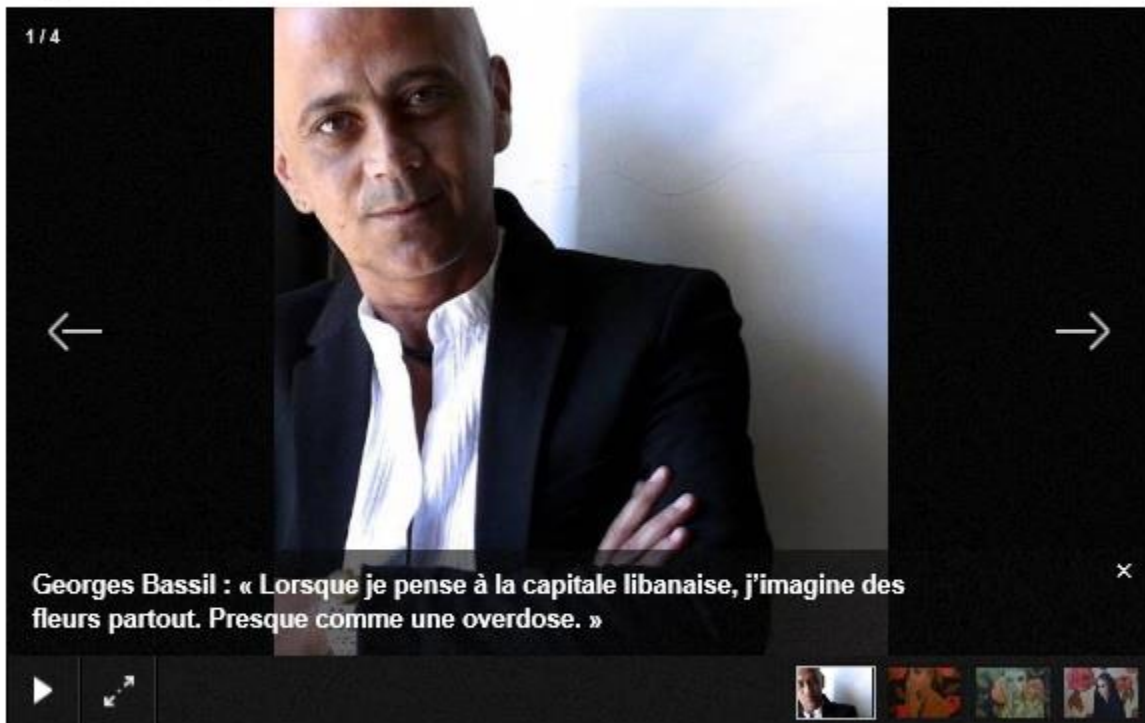 1 / 4
Georges Bassil : « Lorsque je pense à la capitale libanaise, j'imagine des
fleurs partout. Presque comme une overdose. »